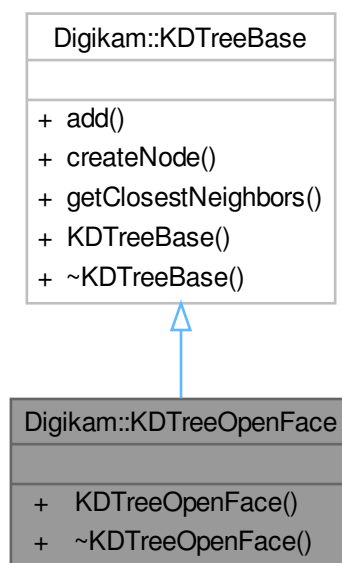 Digikam::KDTreeBase
+ add()
+ createNode()
+ getClosestNeighbors()
+ KDTreeBase()
+ ~KDTreeBase()
Digikam::KDTreeOpenFace
+ KDTreeOpenFace()
+ ~KDTreeOpenFace()